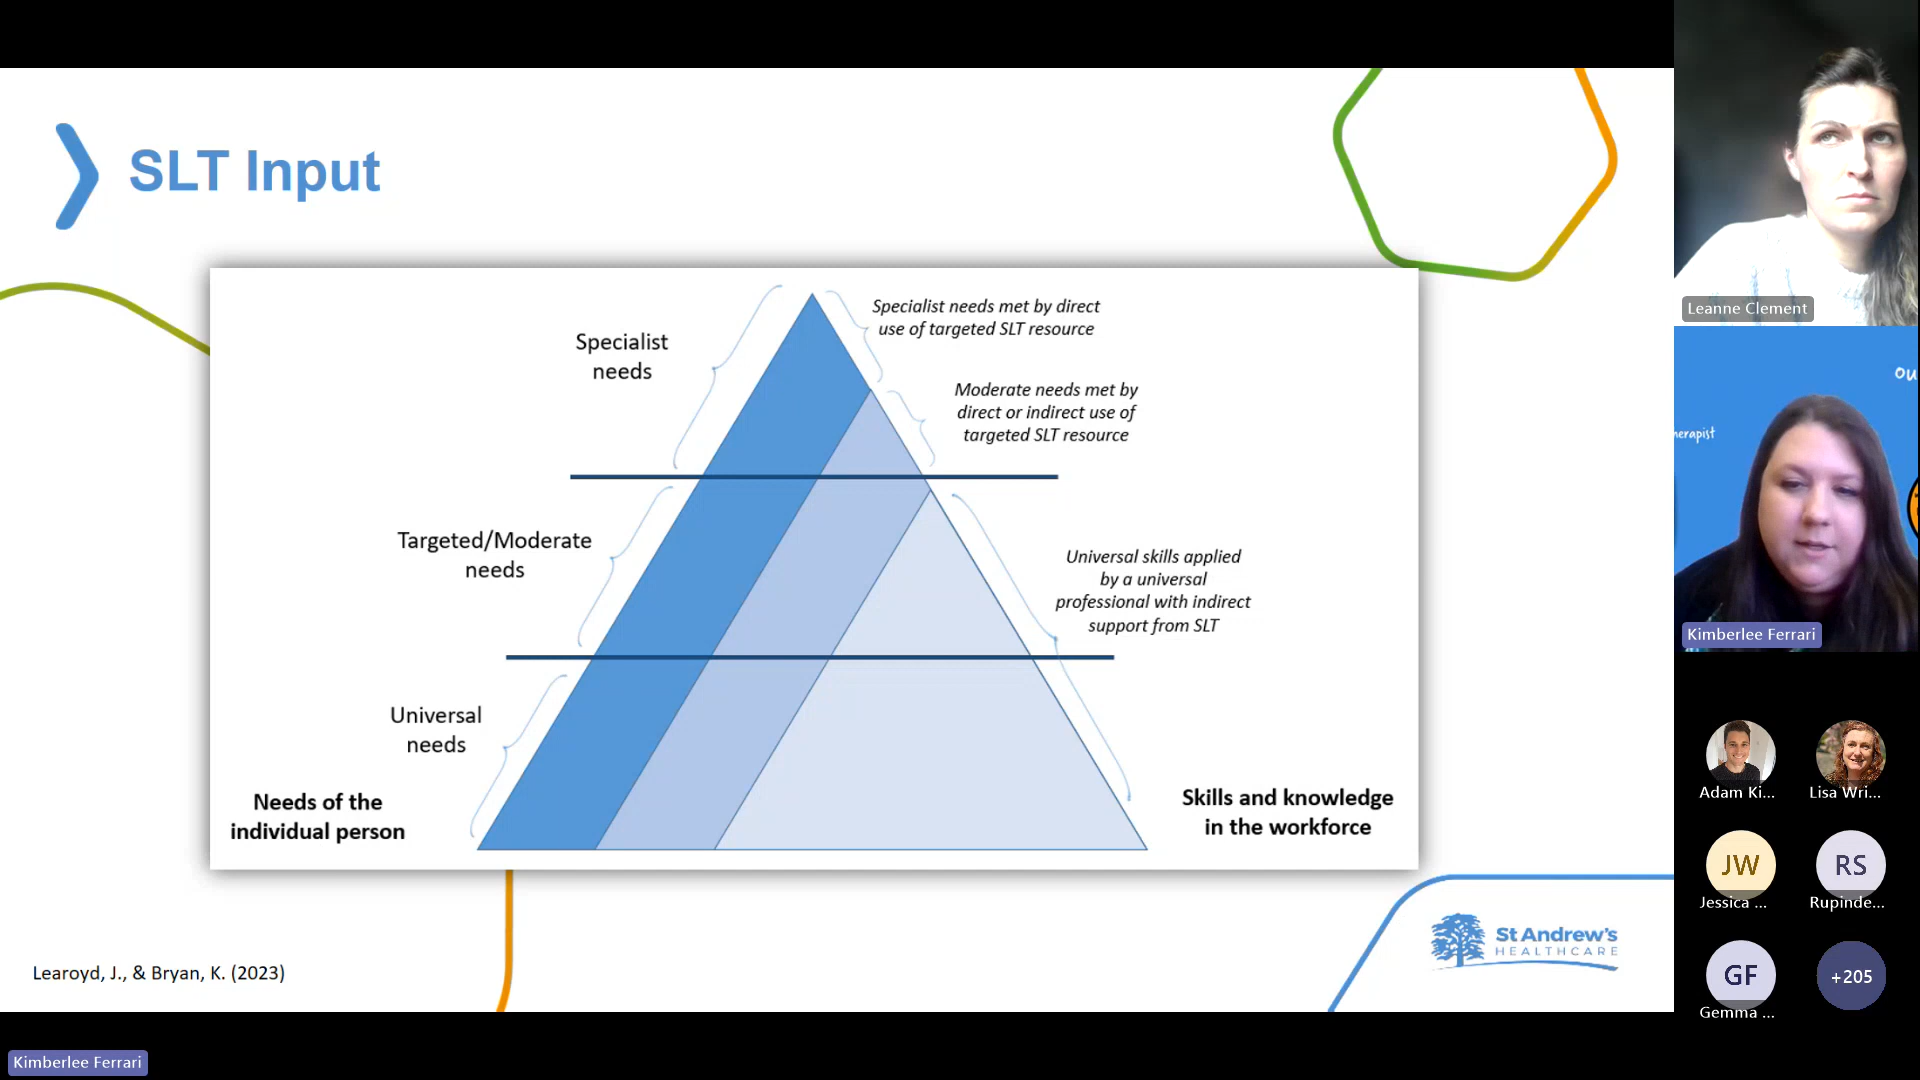 SLT Input
Specialist
needs
Specialist needs met by direct
use of targeted SLT resource
Moderate needs met by
direct or indirect use of
targeted SLT resource
Targeted/Moderate
needs
Universal skills applied
by a universal
professional with indirect
support from SLT
Universal
needs
Needs of the
individual person
Skills and knowledge
in the workforce
Learoyd, J., & Bryan, K. (2023)
St Andrew's
HEALTHCARE
Kimberlee Ferrari
Leanne Clement
Kimberlee Ferrari
Adam Ki...
Lisa Wri...
JW
Jessica ...
RS
Rupinde...
GF
Gemma ...
+205